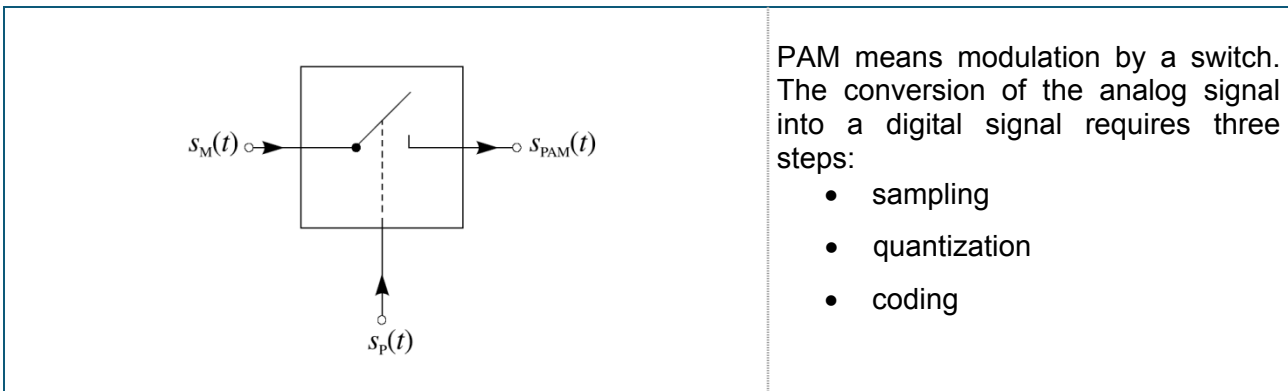 s_M(t)
s_PAM(t)
s_P(t)
PAM means modulation by a switch.
The conversion of the analog signal
into a digital signal requires three
steps:
• sampling
• quantization
• coding